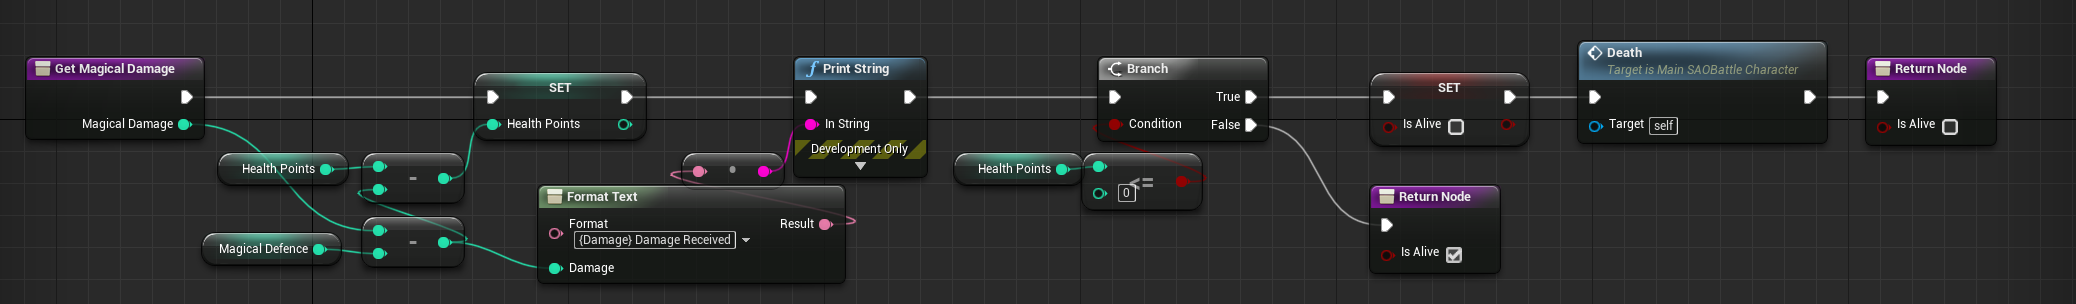 Get Magical Damage
Magical Damage
Health Points
-
Magical Defence
-
SET
Health Points
Format Text
Format
{Damage} Damage Received
Result
Damage
Print String
In String
Development Only
Health Points
<=
0
Branch
True
Condition
False
SET
Is Alive
Return Node
Is Alive
Death
Target is Main SAOBattle Character
Target self
Return Node
Is Alive